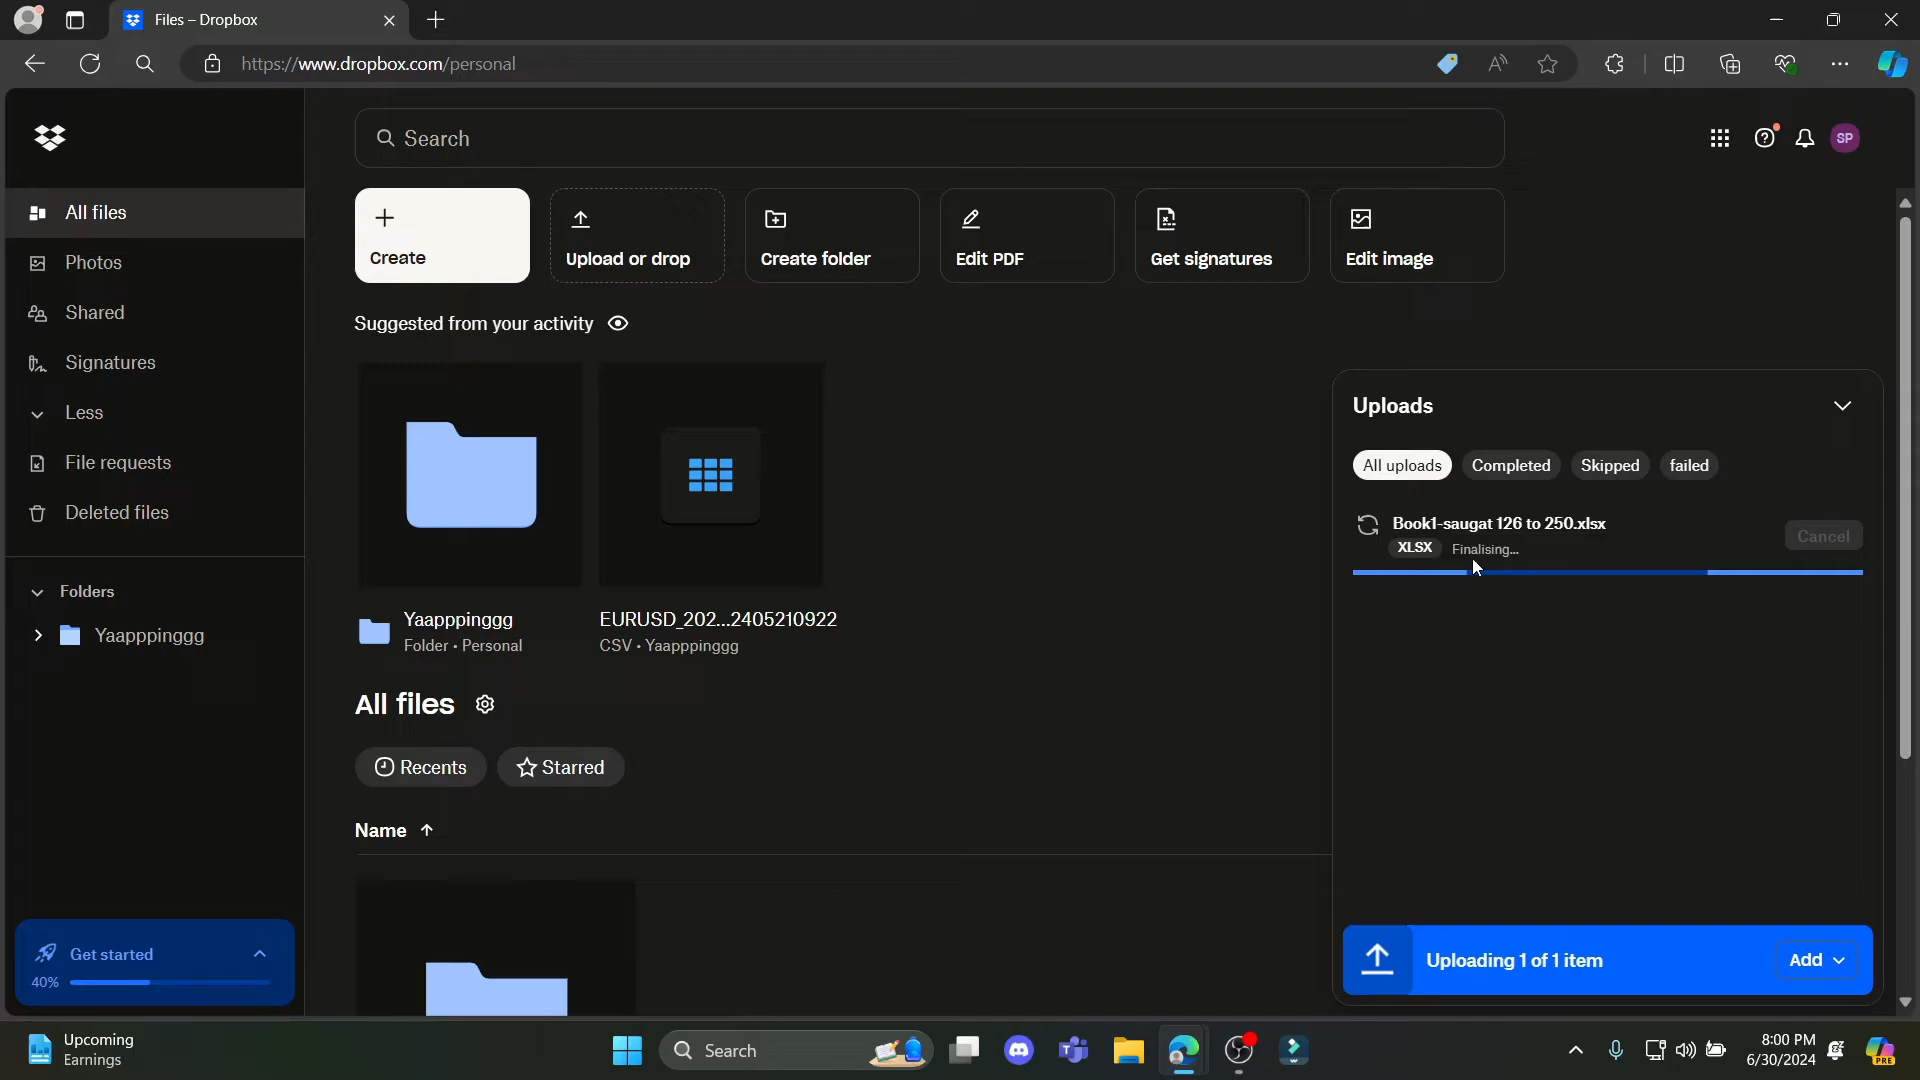 Files – Dropbox
https://www.dropbox.com/personal
Search
SP
All files
Photos
Shared
Signatures
Less
File requests
Deleted files
Folders
Yaapppinggg
Get started
40%
Create
Upload or drop
Create folder
Edit PDF
Get signatures
Edit image
Suggested from your activity
Yaapppinggg
Folder • Personal
EURUSD_202...2405210922
CSV • Yaapppinggg
All files
Recents
Starred
Name
Uploads
All uploads
Completed
Skipped
failed
Book1-saugat 126 to 250.xlsx
XLSX
Finalising...
Cancel
Uploading 1 of 1 item
Add
Upcoming
Earnings
Search
8:00 PM
6/30/2024
PRE